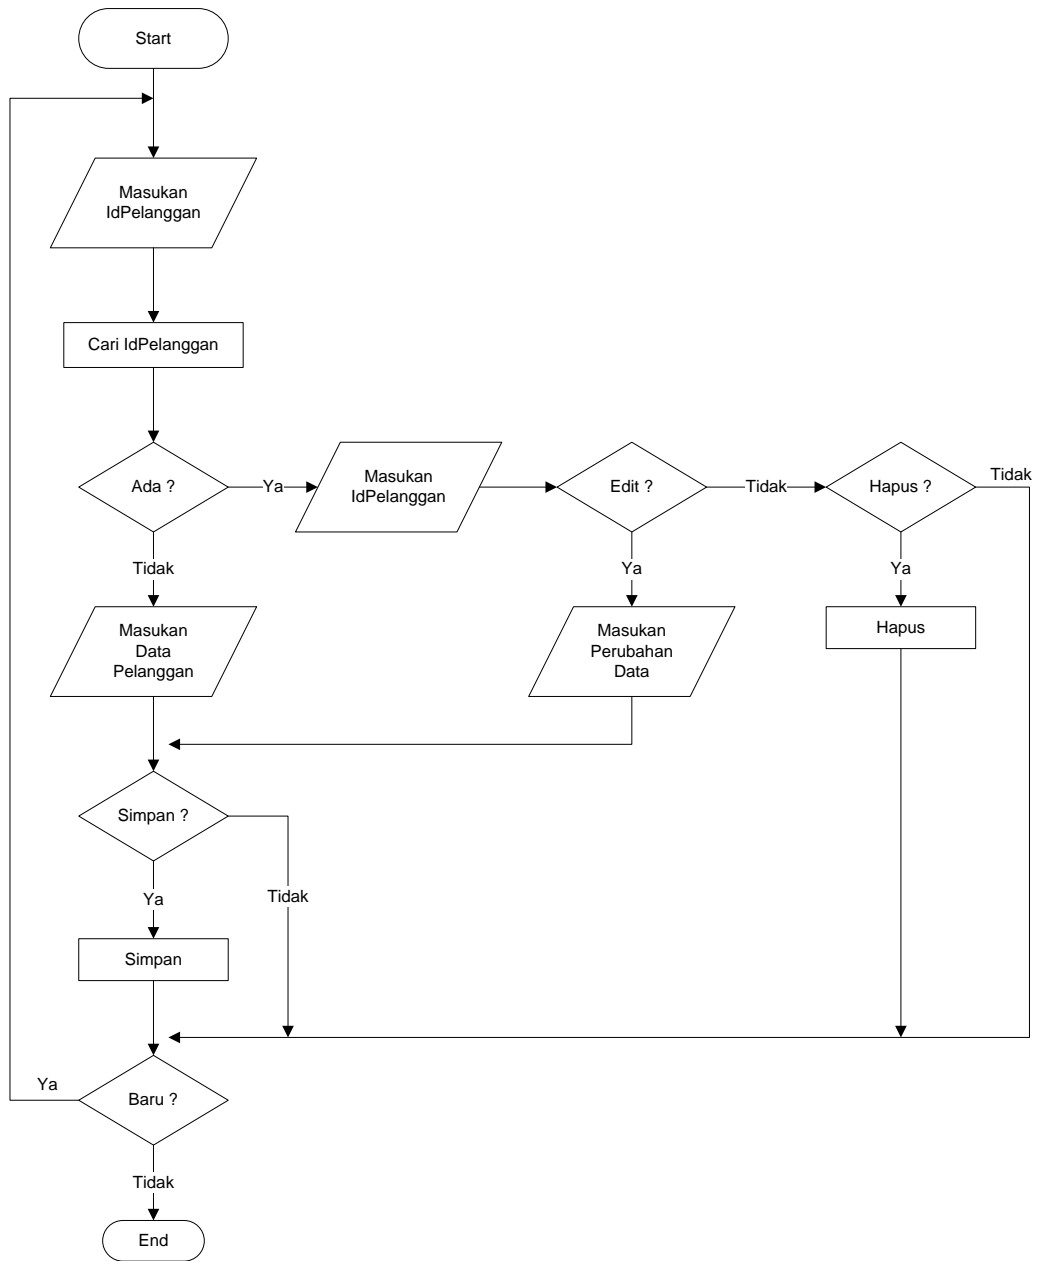 Start
Masukan
IdPelanggan
Cari IdPelanggan
Ada ?
Ya
Masukan
IdPelanggan
Edit ?
Tidak
Hapus ?
Tidak
Tidak
Ya
Ya
Masukan
Data
Pelanggan
Masukan
Perubahan
Data
Hapus
Simpan ?
Ya
Tidak
Simpan
Ya
Baru ?
Tidak
End